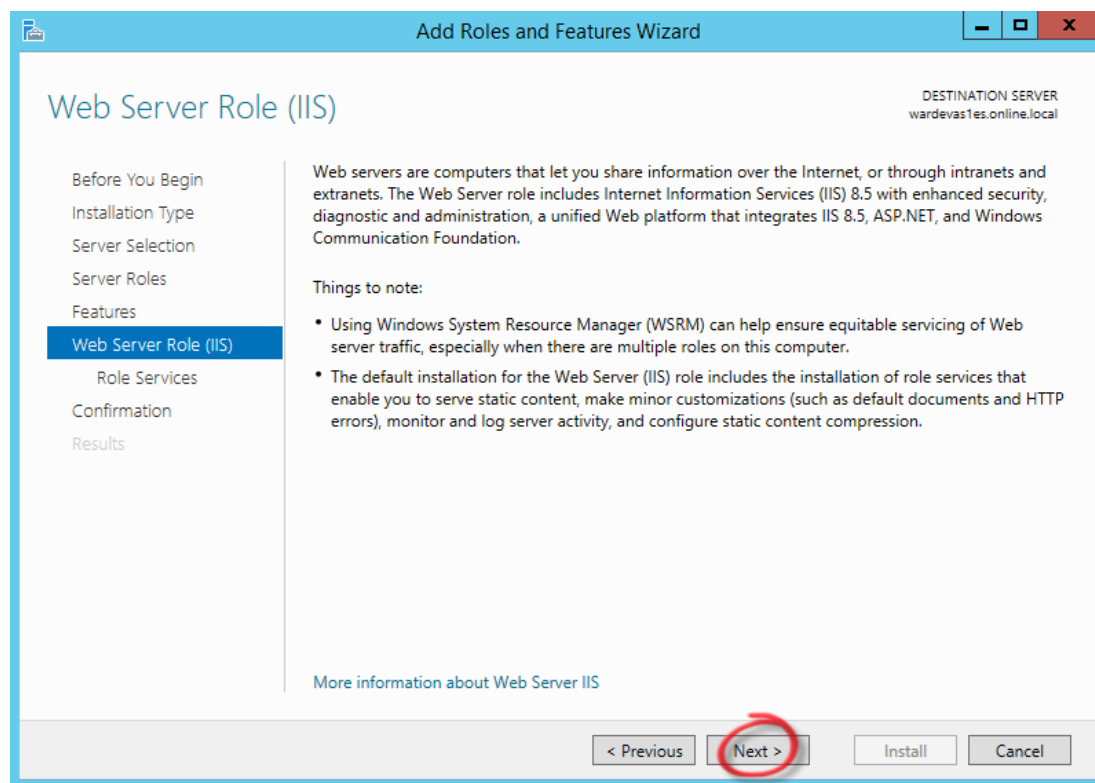 Add Roles and Features Wizard
Web Server Role (IIS)
DESTINATION SERVER
wardevas1es.online.local
Before You Begin
Installation Type
Server Selection
Server Roles
Features
Web Server Role (IIS)
Role Services
Confirmation
Results
Web servers are computers that let you share information over the Internet, or through intranets and
extranets. The Web Server role includes Internet Information Services (IIS) 8.5 with enhanced security,
diagnostic and administration, a unified Web platform that integrates IIS 8.5, ASP.NET, and Windows
Communication Foundation.
Things to note:
• Using Windows System Resource Manager (WSRM) can help ensure equitable servicing of Web
server traffic, especially when there are multiple roles on this computer.
• The default installation for the Web Server (IIS) role includes the installation of role services that
enable you to serve static content, make minor customizations (such as default documents and HTTP
errors), monitor and log server activity, and configure static content compression.
More information about Web Server IIS
< Previous
Next >
Install
Cancel